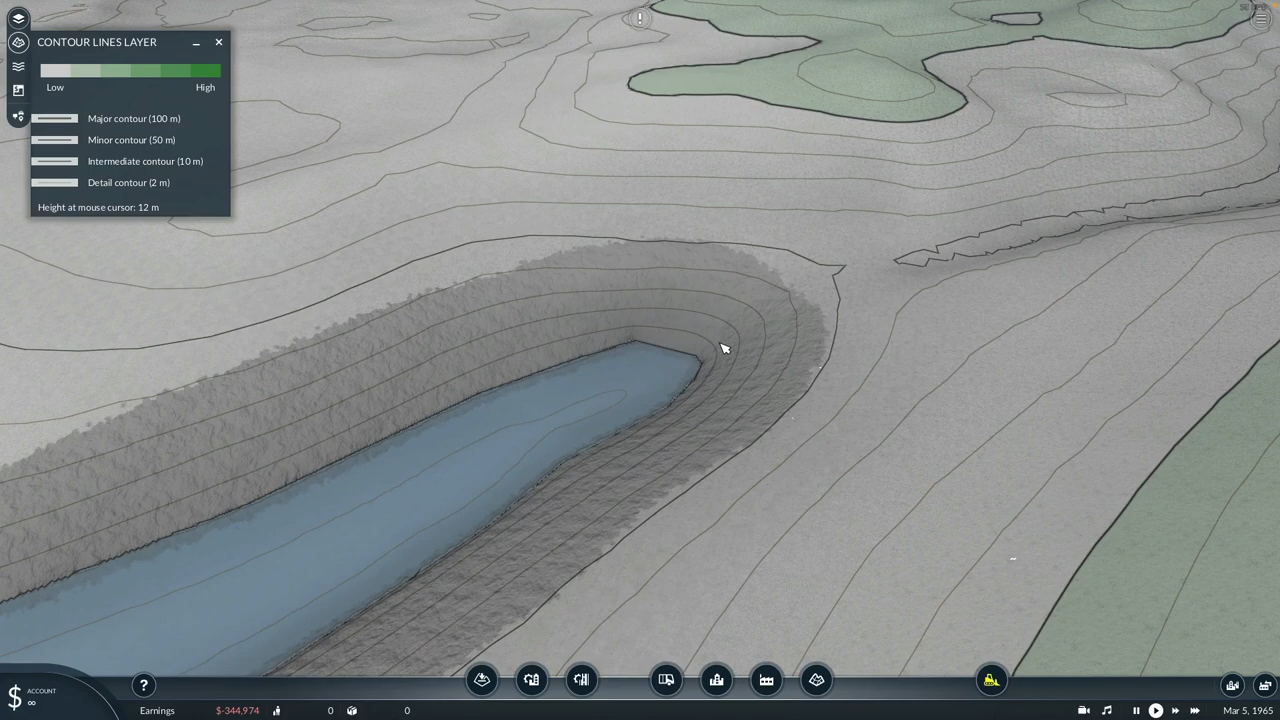 CONTOUR LINES LAYER
Low High
Major contour (100 m)
Minor contour (50 m)
Intermediate contour (10 m)
Detail contour (2 m)
Height at mouse cursor: 12 m
!
$ ACCOUNT
∞
?
Earnings $-344,974 0 0 Mar 5, 1965